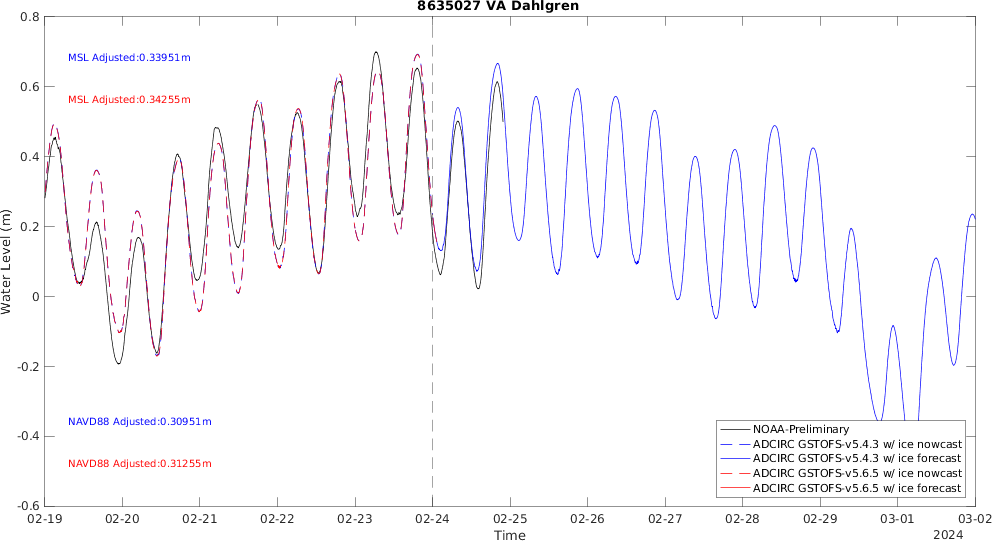 8635027 VA Dahlgren
0.8
0.6
0.4
0.2
0
-0.2
-0.4
-0.6
Water Level (m)
MSL Adjusted:0.33951m
MSL Adjusted:0.34255m
NAVD88 Adjusted:0.30951m
NAVD88 Adjusted:0.31255m
NOAA-Preliminary
ADCIRC GSTOFS-v5.4.3 w/ ice nowcast
ADCIRC GSTOFS-v5.4.3 w/ ice forecast
ADCIRC GSTOFS-v5.6.5 w/ ice nowcast
ADCIRC GSTOFS-v5.6.5 w/ ice forecast
02-19 02-20 02-21 02-22 02-23 02-24 02-25 02-26 02-27 02-28 02-29 03-01 03-02
Time
2024